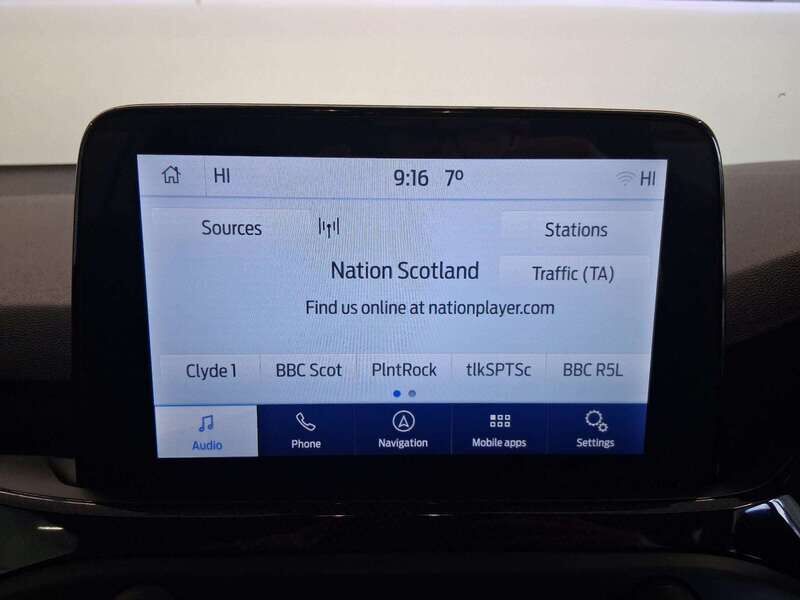 HI 9:16 7º HI
Sources Stations
Nation Scotland Traffic (TA)
Find us online at nationplayer.com
Clyde 1 BBC Scot PlntRock tlkSPTSc BBC R5L
Audio Phone Navigation Mobile apps Settings